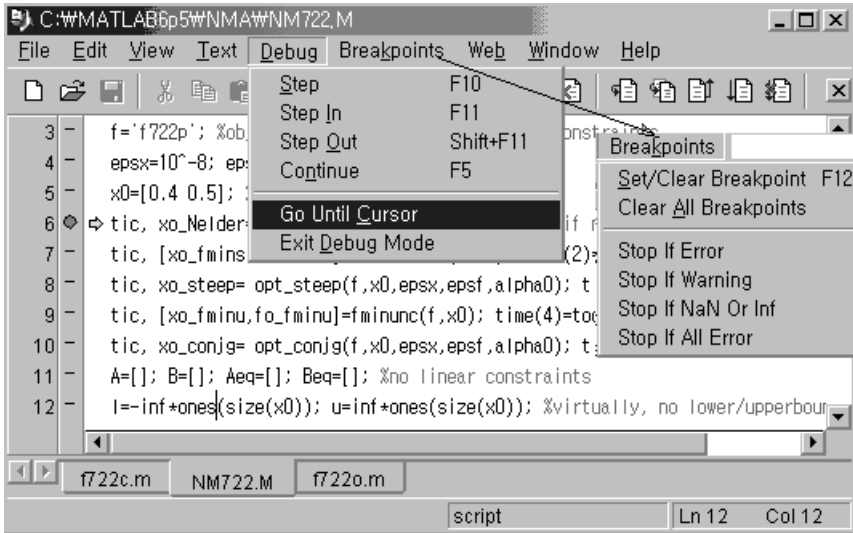 C:₩MATLAB6p5₩NMA₩NM722.M
File Edit View Text Debug Breakpoints Web Window Help
Step F10
Step In F11
Step Out Shift+F11
Continue F5
Go Until Cursor
Exit Debug Mode
Breakpoints
Set/Clear Breakpoint F12
Clear All Breakpoints
Stop If Error
Stop If Warning
Stop If NaN Or Inf
Stop If All Error
3 - f='f722p'; %ob
4 - epsx=10^-8; eps
5 - x0=[0.4 0.5];
6 tic, xo_Nelder= if
7 - tic, [xo_fmins (2)
8 - tic, xo_steep= opt_steep(f,x0,epsx,epsf,alpha0); t
9 - tic, [xo_fminu,fo_fminu]=fminunc(f,x0); time(4)=to
10 - tic, xo_conjg= opt_conjg(f,x0,epsx,epsf,alpha0); t
11 - A=[]; B=[]; Aeq=[]; Beq=[]; %no linear constraints
12 - l=-inf*ones(size(x0)); u=inf*ones(size(x0)); %virtually, no lower/upperbour
f722c.m NM722.M f722o.m
script Ln 12 Col 12